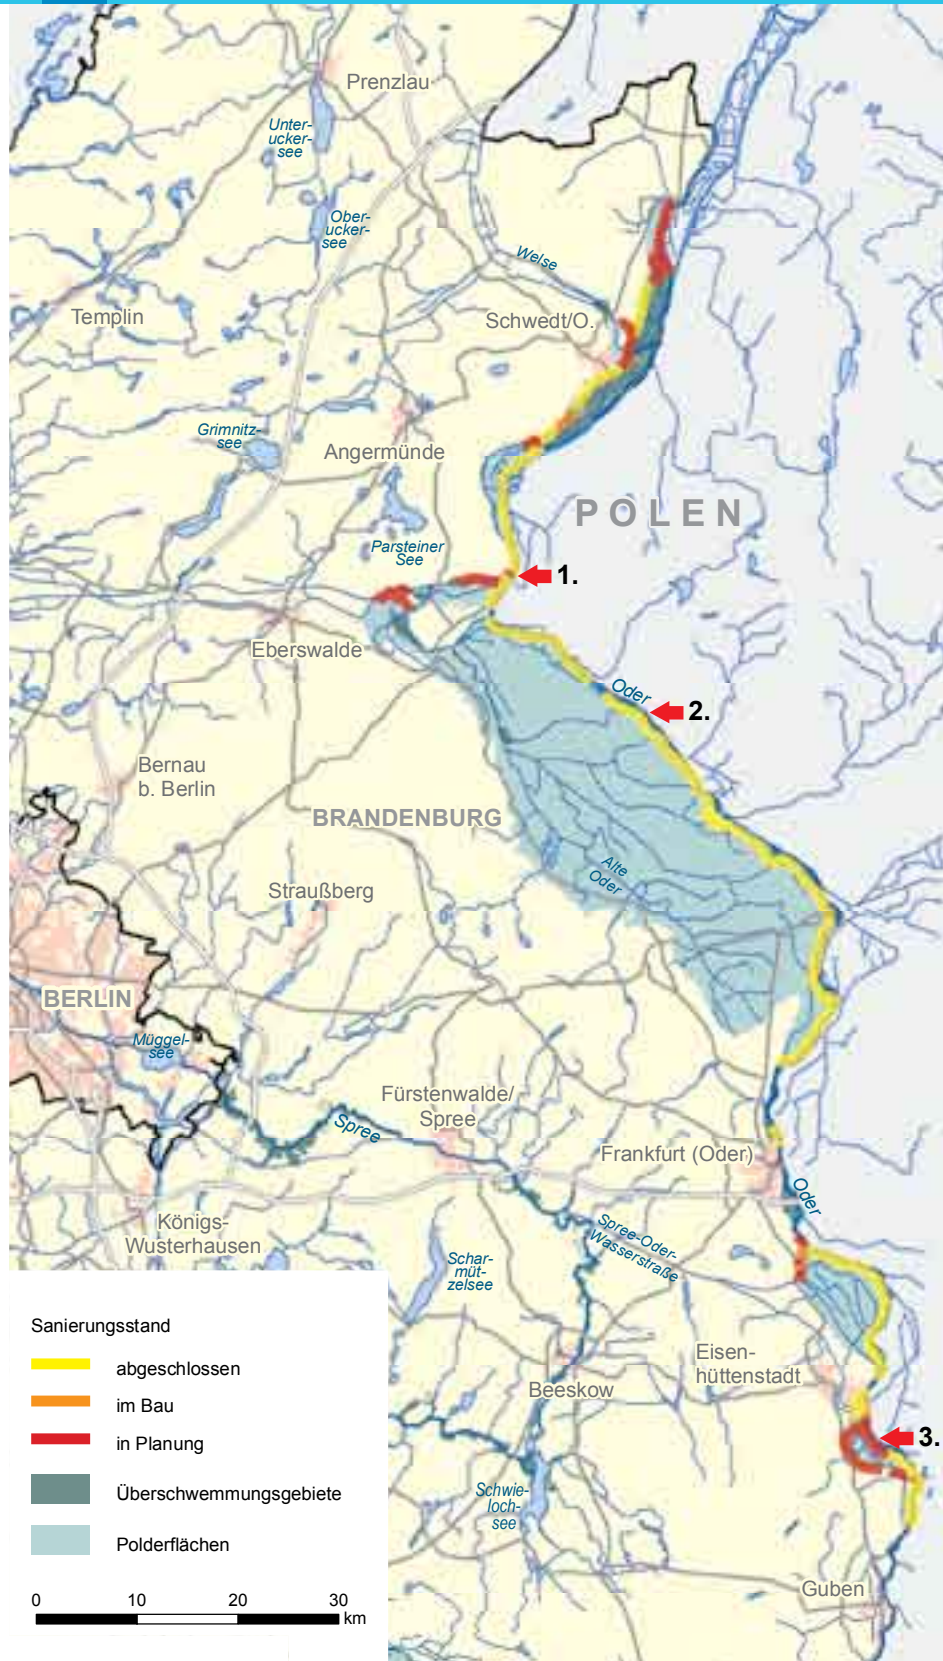 Prenzlau
Unter-
ucker-
see
Ober-
ucker-
see
Welse
Templin
Schwedt/O.
Grimnitz-
see
Angermünde
POLEN
Parsteiner
See
1.
Eberswalde
Oder
2.
Bernau
b. Berlin
BRANDENBURG
Alte
Oder
Straußberg
BERLIN
Müggel-
see
Fürstenwalde/
Spree
Spree
Frankfurt (Oder)
Oder
Königs-
Wusterhausen
Spree-Oder-
Wasserstraße
Schar-
müt-
zelsee
Eisen-
hüttenstadt
Beeskow
3.
Schwie-
loch-
see
Guben
Sanierungsstand
abgeschlossen
im Bau
in Planung
Überschwemmungsgebiete
Polderflächen
0 10 20 30
km